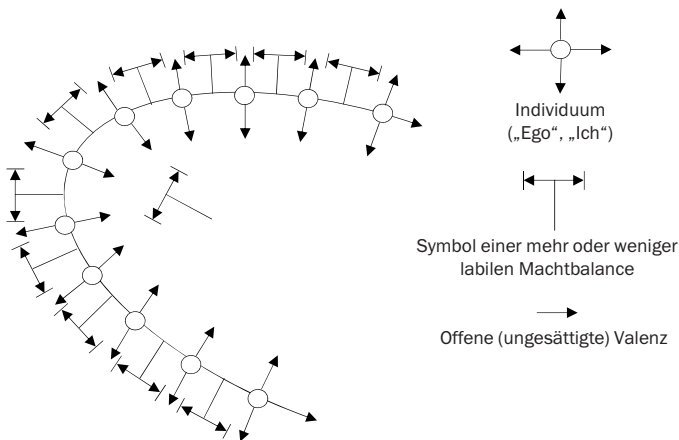 Individuum
(„Ego“, „Ich“)
Symbol einer mehr oder weniger
labilen Machtbalance
Offene (ungesättigte) Valenz